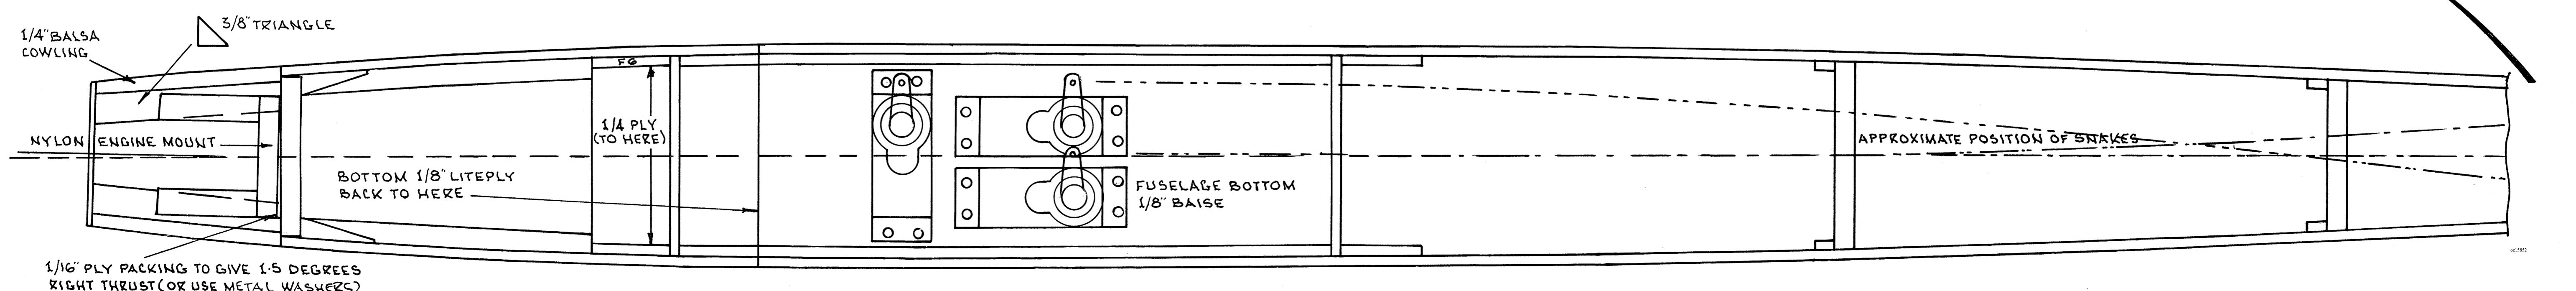 3/8" TRIANGLE
1/4" BALSA
COWLING
F6
1/4 PLY
(TO HERE)
NYLON ENGINE MOUNT
APPROXIMATE POSITION OF SNAKES
BOTTOM 1/8" LITEPLY
BACK TO HERE
FUSELAGE BOTTOM
1/8" BAISE
1/16" PLY PACKING TO GIVE 1.5 DEGREES
RIGHT THRUST (OR USE METAL WASHERS)